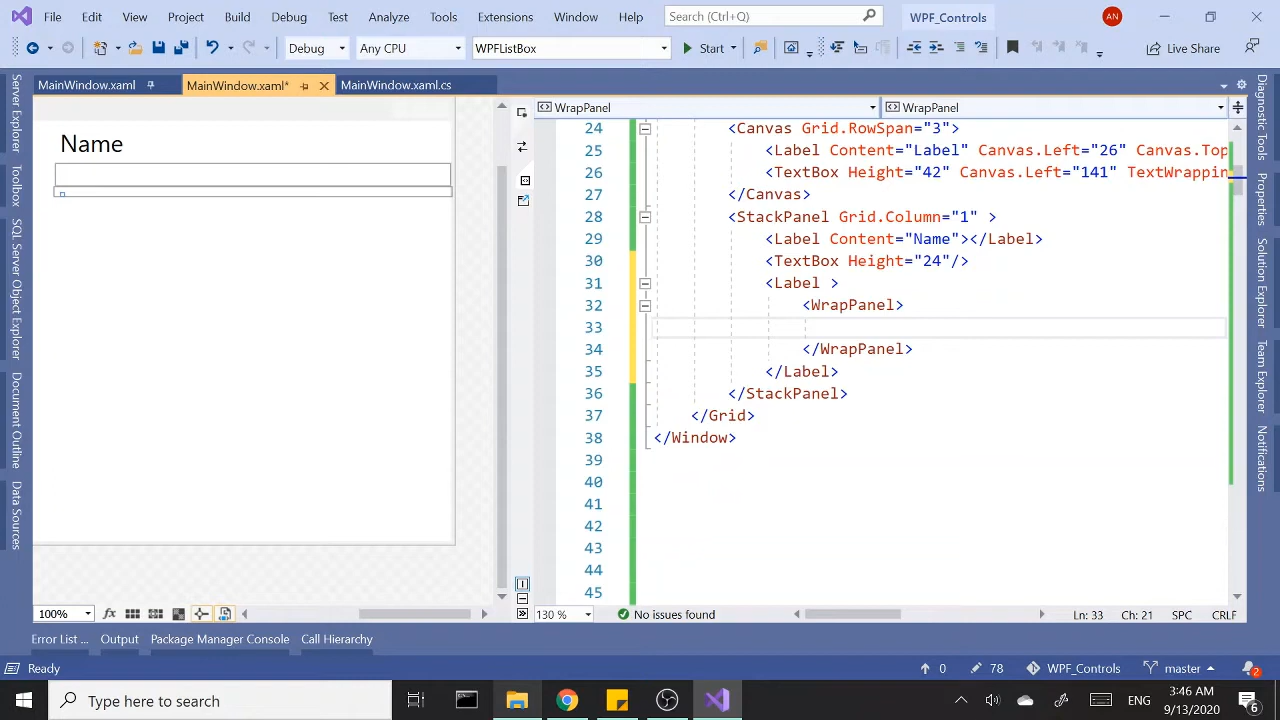 File Edit View Project Build Debug Test Analyze Tools Extensions Window Help Search (Ctrl+Q) WPF_Controls AN
Debug Any CPU WPFListBox Start Live Share
MainWindow.xaml MainWindow.xaml* MainWindow.xaml.cs
WrapPanel WrapPanel
Server Explorer
Toolbox
SQL Server Object Explorer
Document Outline
Data Sources
Name
24 <Canvas Grid.RowSpan="3">
25 <Label Content="Label" Canvas.Left="26" Canvas.Top
26 <TextBox Height="42" Canvas.Left="141" TextWrappin
27 </Canvas>
28 <StackPanel Grid.Column="1" >
29 <Label Content="Name"></Label>
30 <TextBox Height="24"/>
31 <Label >
32 <WrapPanel>
33
34 </WrapPanel>
35 </Label>
36 </StackPanel>
37 </Grid>
38 </Window>
39
40
41
42
43
44
45
Diagnostic Tools
Properties
Solution Explorer
Team Explorer
Notifications
100% fx 130 % No issues found Ln: 33 Ch: 21 SPC CRLF
Error List ... Output Package Manager Console Call Hierarchy
Ready 0 78 WPF_Controls master 2
Type here to search ENG 6
9/13/2020